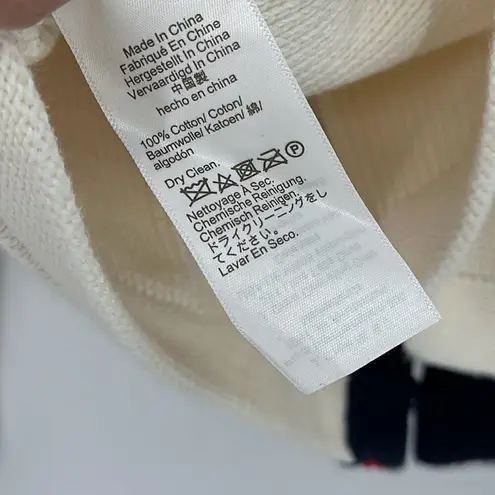 Made In China
Fabriqué En Chine
Hergestellt In China
Vervaardigd In China
中国製
hecho en china
100% Cotton/ Coton/
Baumwolle/ Katoen/ 綿/
algodón
Dry Clean.
P
Nettoyage À Sec.
Chemische Reinigung.
Chemisch Reinigen.
ドライクリーニングをし
てください。
Lavar En Seco.